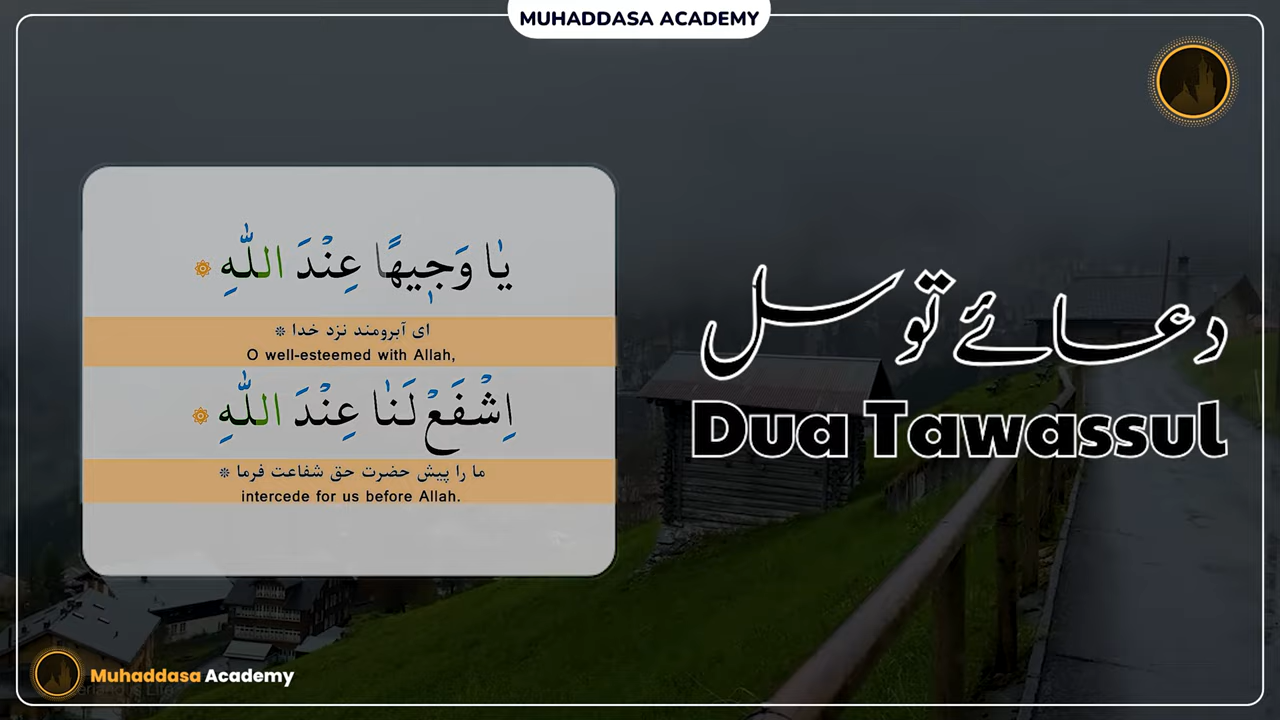 MUHADDASA ACADEMY
يٰا وَجِيهًا عِنْدَ اللّٰهِ ۞
ای آبرومند نزد خدا ❊
O well-esteemed with Allah,
اِشْفَعْ لَنٰا عِنْدَ اللّٰهِ ۞
ما را پیش حضرت حق شفاعت فرما ❊
intercede for us before Allah.
دعائے توسل
Dua Tawassul
Muhaddasa Academy